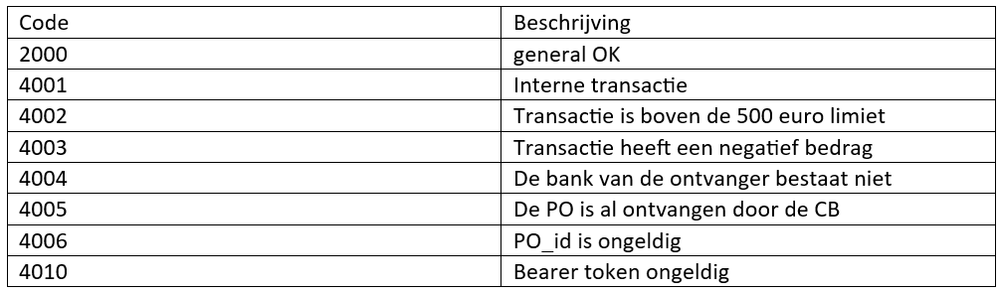 Code Beschrijving
2000 general OK
4001 Interne transactie
4002 Transactie is boven de 500 euro limiet
4003 Transactie heeft een negatief bedrag
4004 De bank van de ontvanger bestaat niet
4005 De PO is al ontvangen door de CB
4006 PO_id is ongeldig
4010 Bearer token ongeldig